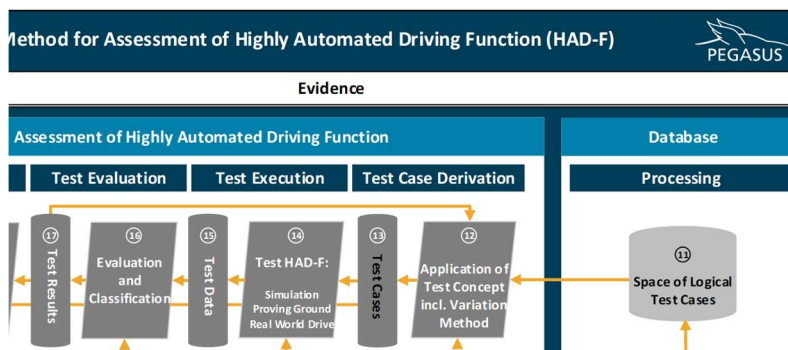 Method for Assessment of Highly Automated Driving Function (HAD-F)
PEGASUS
Evidence
Assessment of Highly Automated Driving Function
Database
Test Evaluation
Test Execution
Test Case Derivation
Processing
17
Test Results
16
Evaluation
and
Classification
15
Test Data
14
Test HAD-F:
Simulation
Proving Ground
Real World Drive
13
Test Cases
12
Application of
Test Concept
incl. Variation
Method
11
Space of Logical
Test Cases